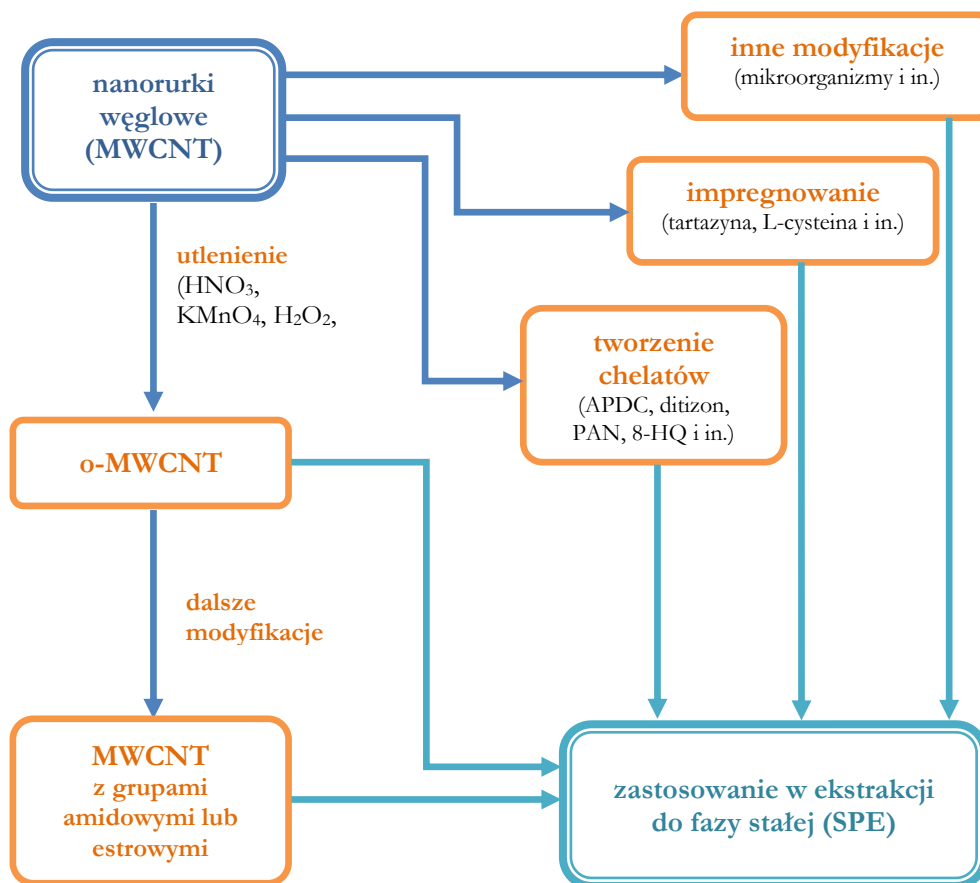 nanorurki
węglowe
(MWCNT)
inne modyfikacje
(mikroorganizmy i in.)
impregnowanie
(tartazyna, L-cysteina i in.)
utlenienie
(HNO₃,
KMnO₄, H₂O₂,
tworzenie
chelatów
(APDC, ditizon,
PAN, 8-HQ i in.)
o-MWCNT
dalsze
modyfikacje
MWCNT
z grupami
amidowymi lub
estrowymi
zastosowanie w ekstrakcji
do fazy stałej (SPE)